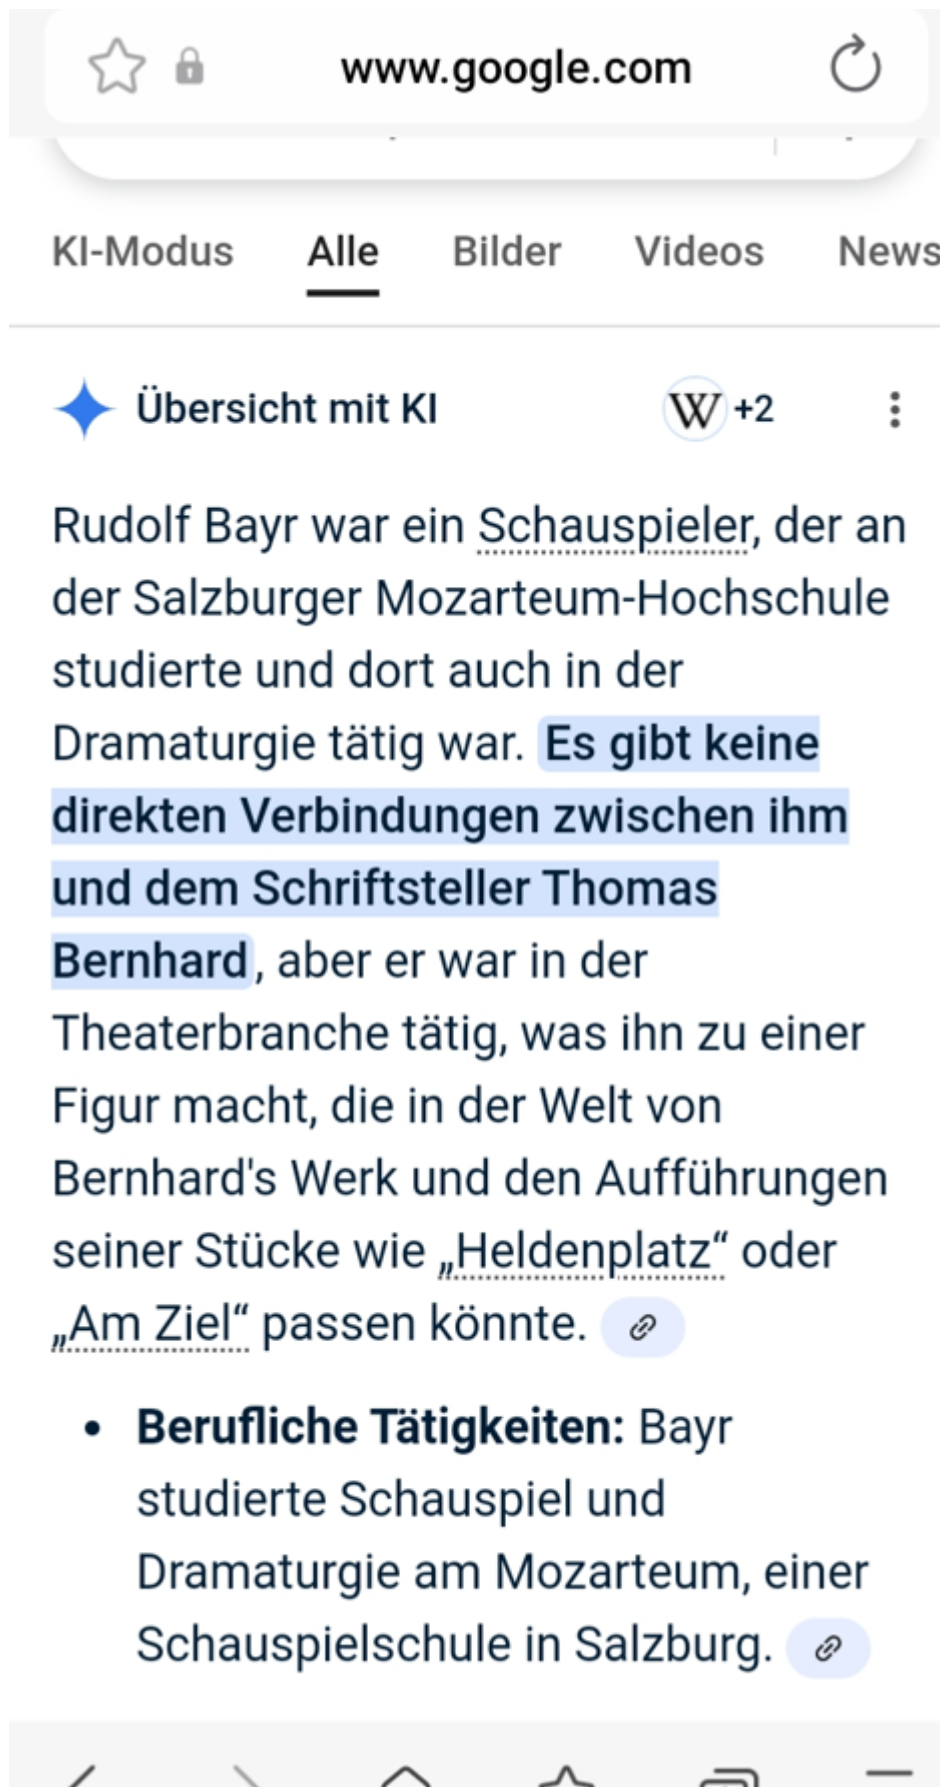 www.google.com
KI-Modus Alle Bilder Videos News
Übersicht mit KI +2
Rudolf Bayr war ein Schauspieler, der an
der Salzburger Mozarteum-Hochschule
studierte und dort auch in der
Dramaturgie tätig war. Es gibt keine
direkten Verbindungen zwischen ihm
und dem Schriftsteller Thomas
Bernhard, aber er war in der
Theaterbranche tätig, was ihn zu einer
Figur macht, die in der Welt von
Bernhard's Werk und den Aufführungen
seiner Stücke wie „Heldenplatz“ oder
„Am Ziel“ passen könnte.
• Berufliche Tätigkeiten: Bayr
studierte Schauspiel und
Dramaturgie am Mozarteum, einer
Schauspielschule in Salzburg.